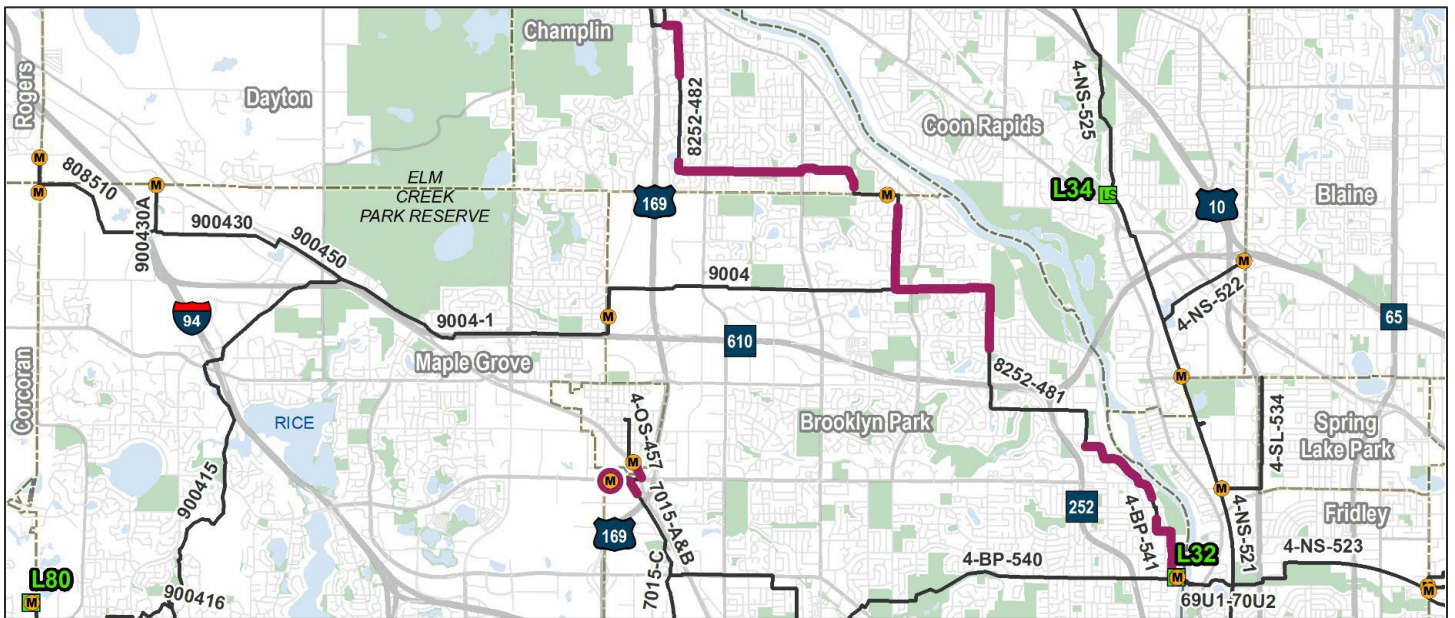 Champlin
Rogers
Dayton
8252-482
4-NS-525
Coon Rapids
M
808510
M
M
900430A
900430
ELM
CREEK
PARK RESERVE
169
M
L34
LS
10
Blaine
900450
9004
M
4-NS-522
94
9004-1
M
610
65
Maple Grove
8252-481
M
Corcoran
RICE
4-OS-457
Brooklyn Park
Spring
Lake Park
4-SL-534
M
M
900415
7015-A&B
252
4-BP-541
M
4-NS-521
Fridley
169
7015-C
L80
M
900416
4-BP-540
L32
M
4-NS-523
69U1-70U2
M